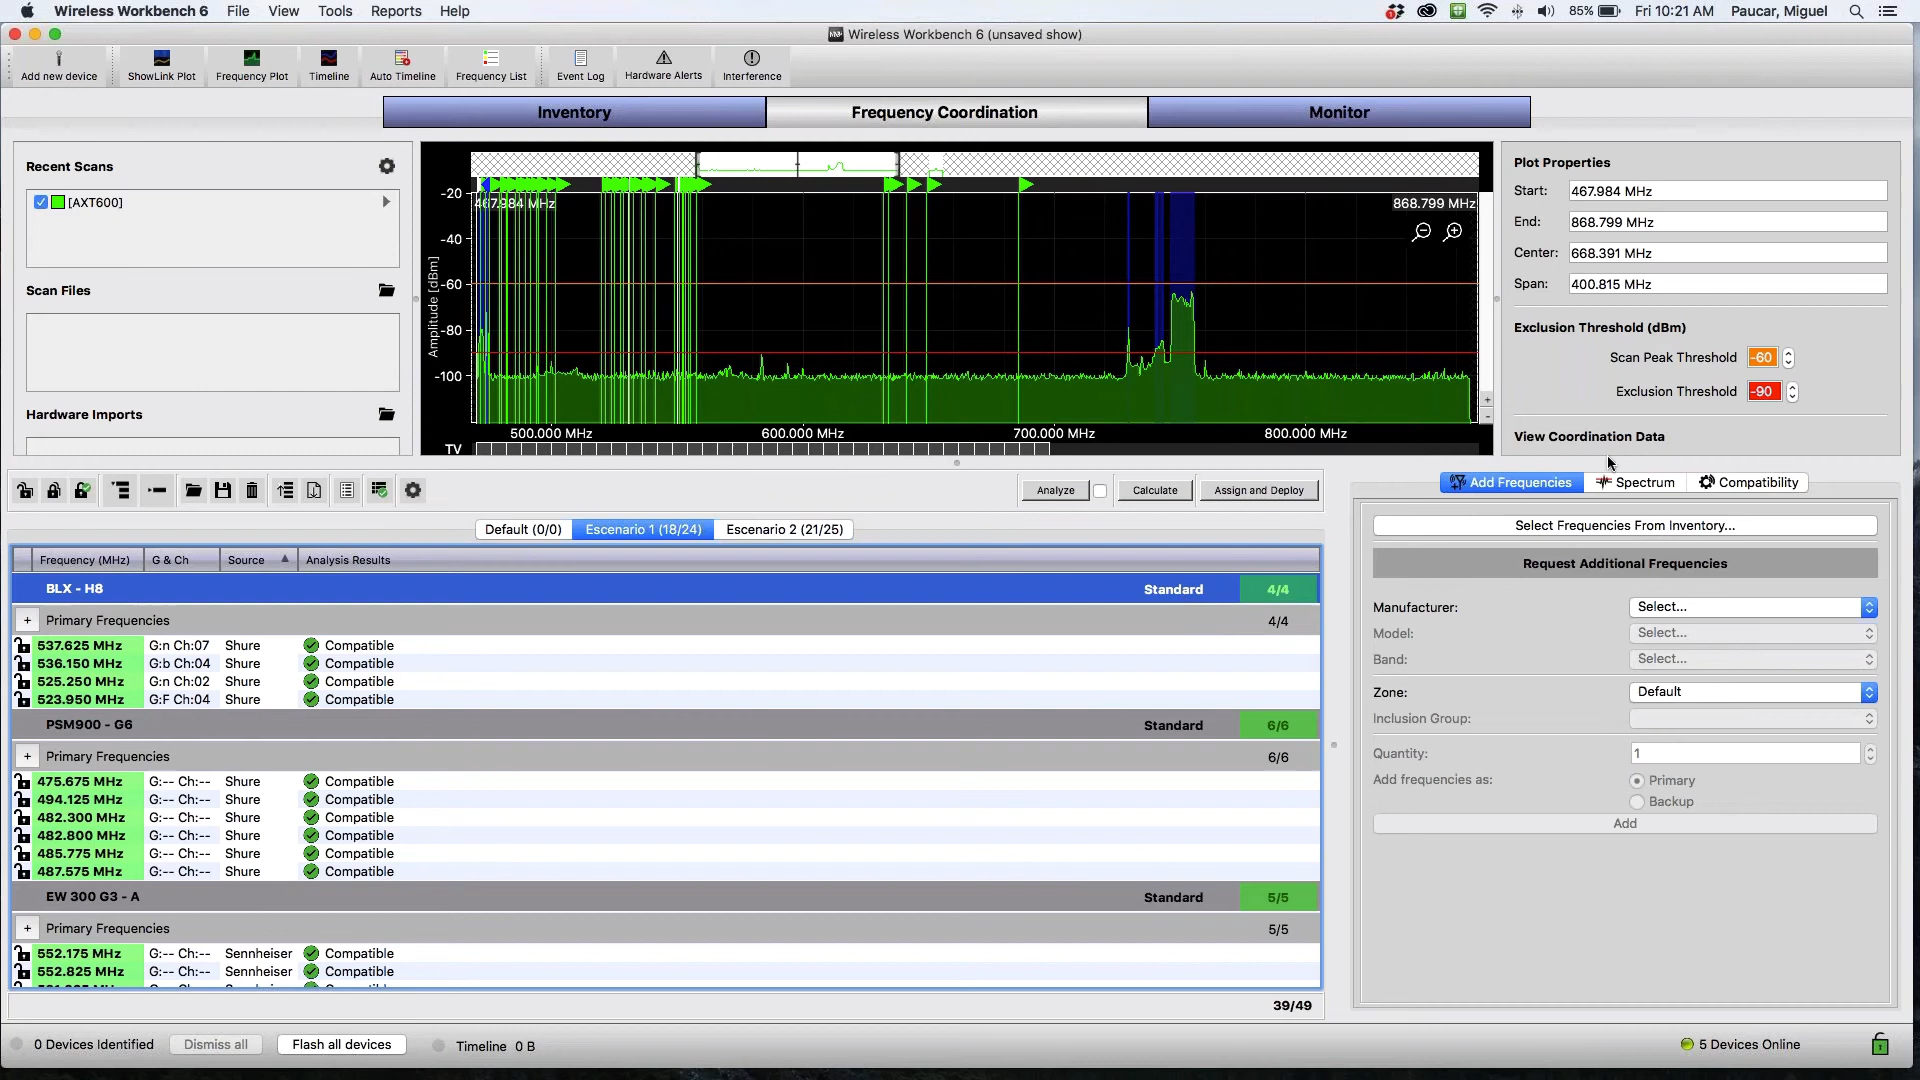 Wireless Workbench 6 File View Tools Reports Help
85% Fri 10:21 AM Paucar, Miguel
Wireless Workbench 6 (unsaved show)
Add new device ShowLink Plot Frequency Plot Timeline Auto Timeline Frequency List Event Log Hardware Alerts Interference
Inventory Frequency Coordination Monitor
Recent Scans
[AXT600]
Scan Files
Hardware Imports
467.984 MHz 868.799 MHz
Amplitude [dBm]
-20
-40
-60
-80
-100
500.000 MHz 600.000 MHz 700.000 MHz 800.000 MHz
TV
Plot Properties
Start: 467.984 MHz
End: 868.799 MHz
Center: 668.391 MHz
Span: 400.815 MHz
Exclusion Threshold (dBm)
Scan Peak Threshold -60
Exclusion Threshold -90
View Coordination Data
Analyze Calculate Assign and Deploy
Default (0/0) Escenario 1 (18/24) Escenario 2 (21/25)
Frequency (MHz) G & Ch Source Analysis Results
BLX - H8 Standard 4/4
+ Primary Frequencies 4/4
537.625 MHz G:n Ch:07 Shure Compatible
536.150 MHz G:b Ch:04 Shure Compatible
525.250 MHz G:n Ch:02 Shure Compatible
523.950 MHz G:F Ch:04 Shure Compatible
PSM900 - G6 Standard 6/6
+ Primary Frequencies 6/6
475.675 MHz G:-- Ch:-- Shure Compatible
494.125 MHz G:-- Ch:-- Shure Compatible
482.300 MHz G:-- Ch:-- Shure Compatible
482.800 MHz G:-- Ch:-- Shure Compatible
485.775 MHz G:-- Ch:-- Shure Compatible
487.575 MHz G:-- Ch:-- Shure Compatible
EW 300 G3 - A Standard 5/5
+ Primary Frequencies 5/5
552.175 MHz G:-- Ch:-- Sennheiser Compatible
552.825 MHz G:-- Ch:-- Sennheiser Compatible
39/49
Add Frequencies Spectrum Compatibility
Select Frequencies From Inventory...
Request Additional Frequencies
Manufacturer: Select...
Model: Select...
Band: Select...
Zone: Default
Inclusion Group:
Quantity: 1
Add frequencies as: Primary
Backup
Add
0 Devices Identified Dismiss all Flash all devices Timeline 0 B 5 Devices Online